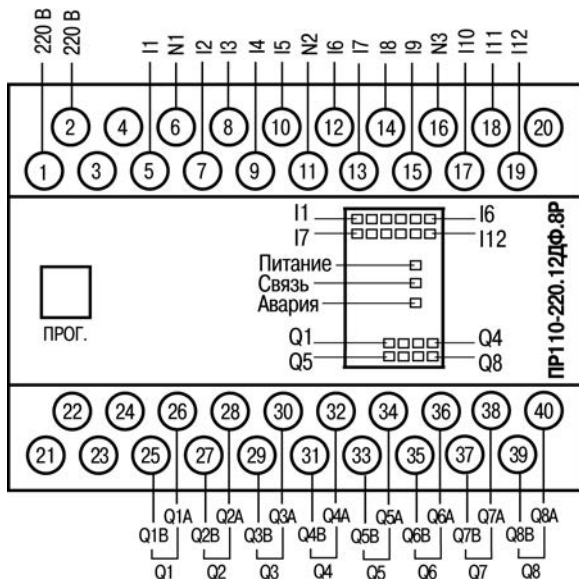 220 В 220 В I1 N1 I2 I3 I4 I5 N2 I6 I7 I8 I9 N3 I10 I11 I12
2 4 6 8 10 12 14 16 18 20
1 3 5 7 9 11 13 15 17 19
I1 I6
I7 I12
Питание
Связь
Авария
ПРОГ.
Q1 Q4
Q5 Q8
ПР110-220.12ДФ.8Р
22 24 26 28 30 32 34 36 38 40
21 23 25 27 29 31 33 35 37 39
Q1A Q2A Q3A Q4A Q5A Q6A Q7A Q8A
Q1B Q2B Q3B Q4B Q5B Q6B Q7B Q8B
Q1 Q2 Q3 Q4 Q5 Q6 Q7 Q8